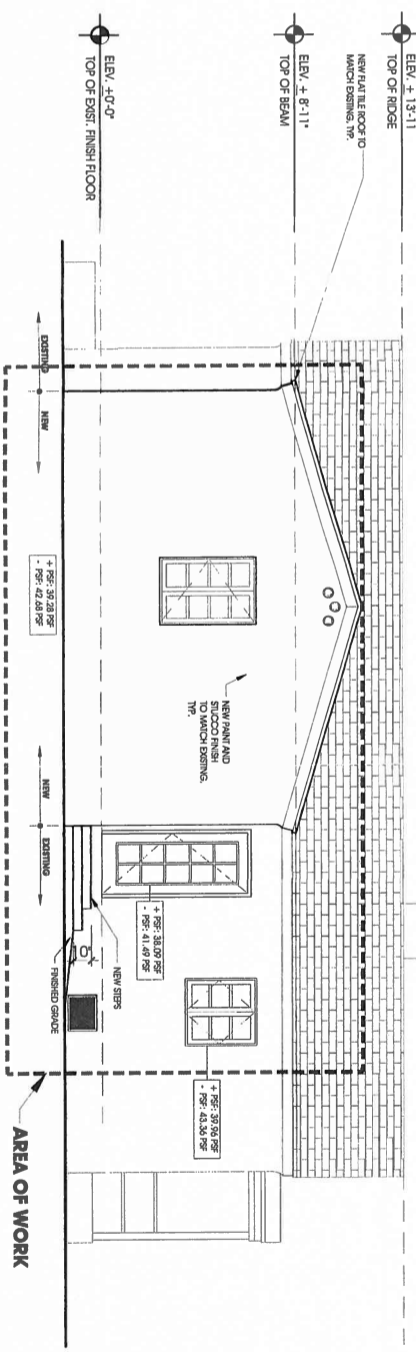 ELEV. + 13'-11
TOP OF RIDGE
NEW FLAT TILE ROOF TO
MATCH EXISTING, TYP.
ELEV. + 8'-11"
TOP OF BEAM
ELEV. +0'-0"
TOP OF EXIST. FINISH FLOOR
EXISTING
NEW
+ PSF: 39.28 PSF
- PSF: 42.68 PSF
NEW PAINT AND
STUCCO FINISH
TO MATCH EXISTING,
TYP.
NEW
EXISTING
+ PSF: 38.09 PSF
- PSF: 41.49 PSF
+ PSF: 39.96 PSF
- PSF: 43.36 PSF
NEW STEPS
FINISHED GRADE
AREA OF WORK